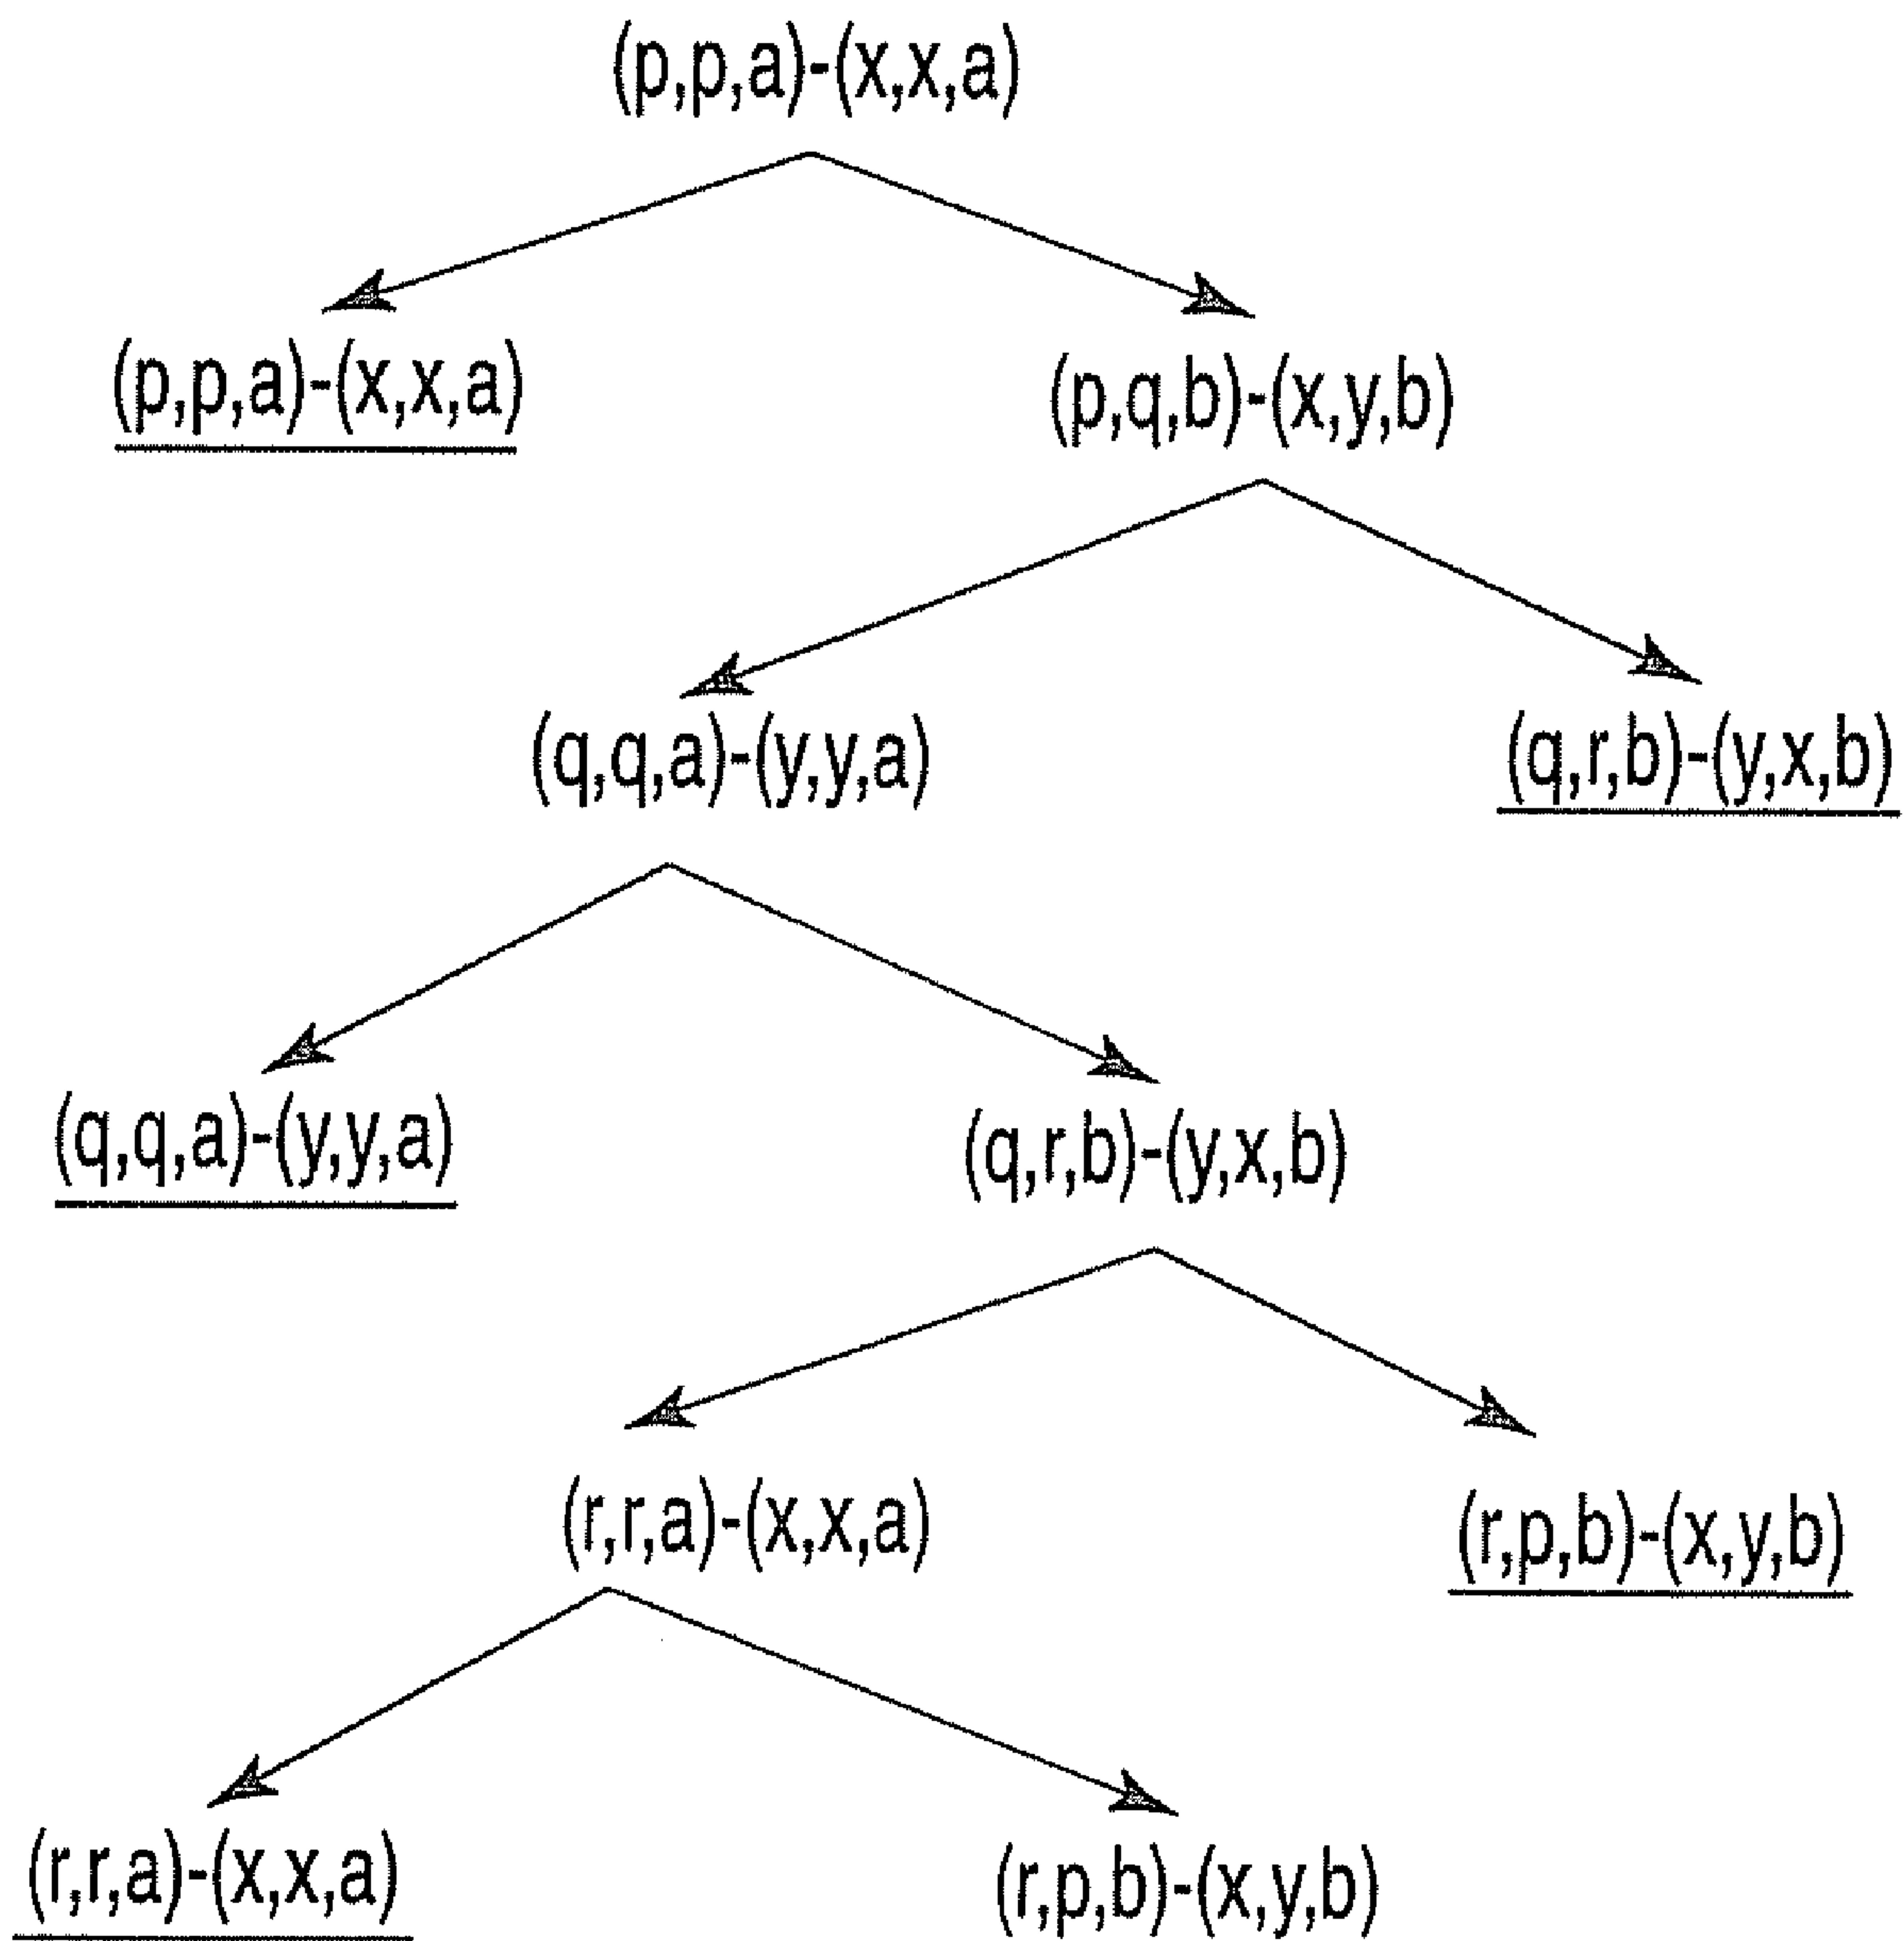 (p,p,a)-(x,x,a)
(p,p,a)-(x,x,a)
(p,q,b)-(x,y,b)
(q,q,a)-(y,y,a)
(q,r,b)-(y,x,b)
(q,q,a)-(y,y,a)
(q,r,b)-(y,x,b)
(r,r,a)-(x,x,a)
(r,p,b)-(x,y,b)
(r,r,a)-(x,x,a)
(r,p,b)-(x,y,b)